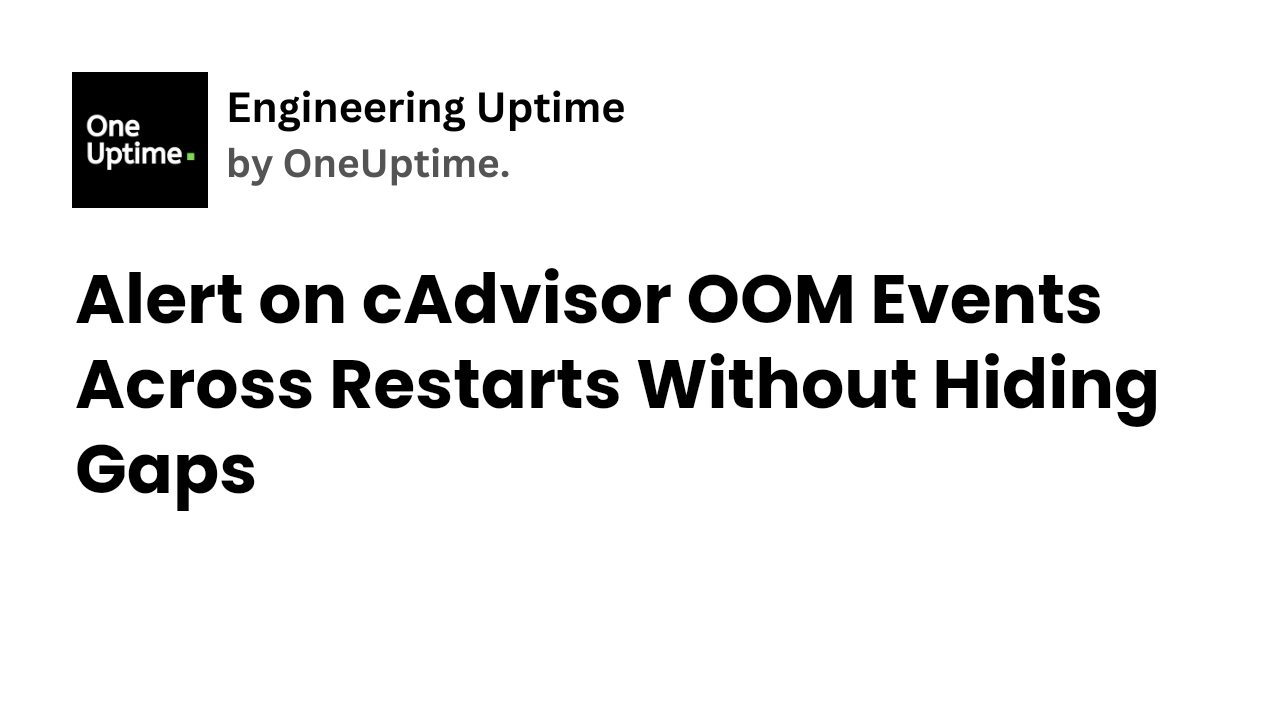 One
Uptime.
Engineering Uptime
by OneUptime.
Alert on cAdvisor OOM Events
Across Restarts Without Hiding
Gaps